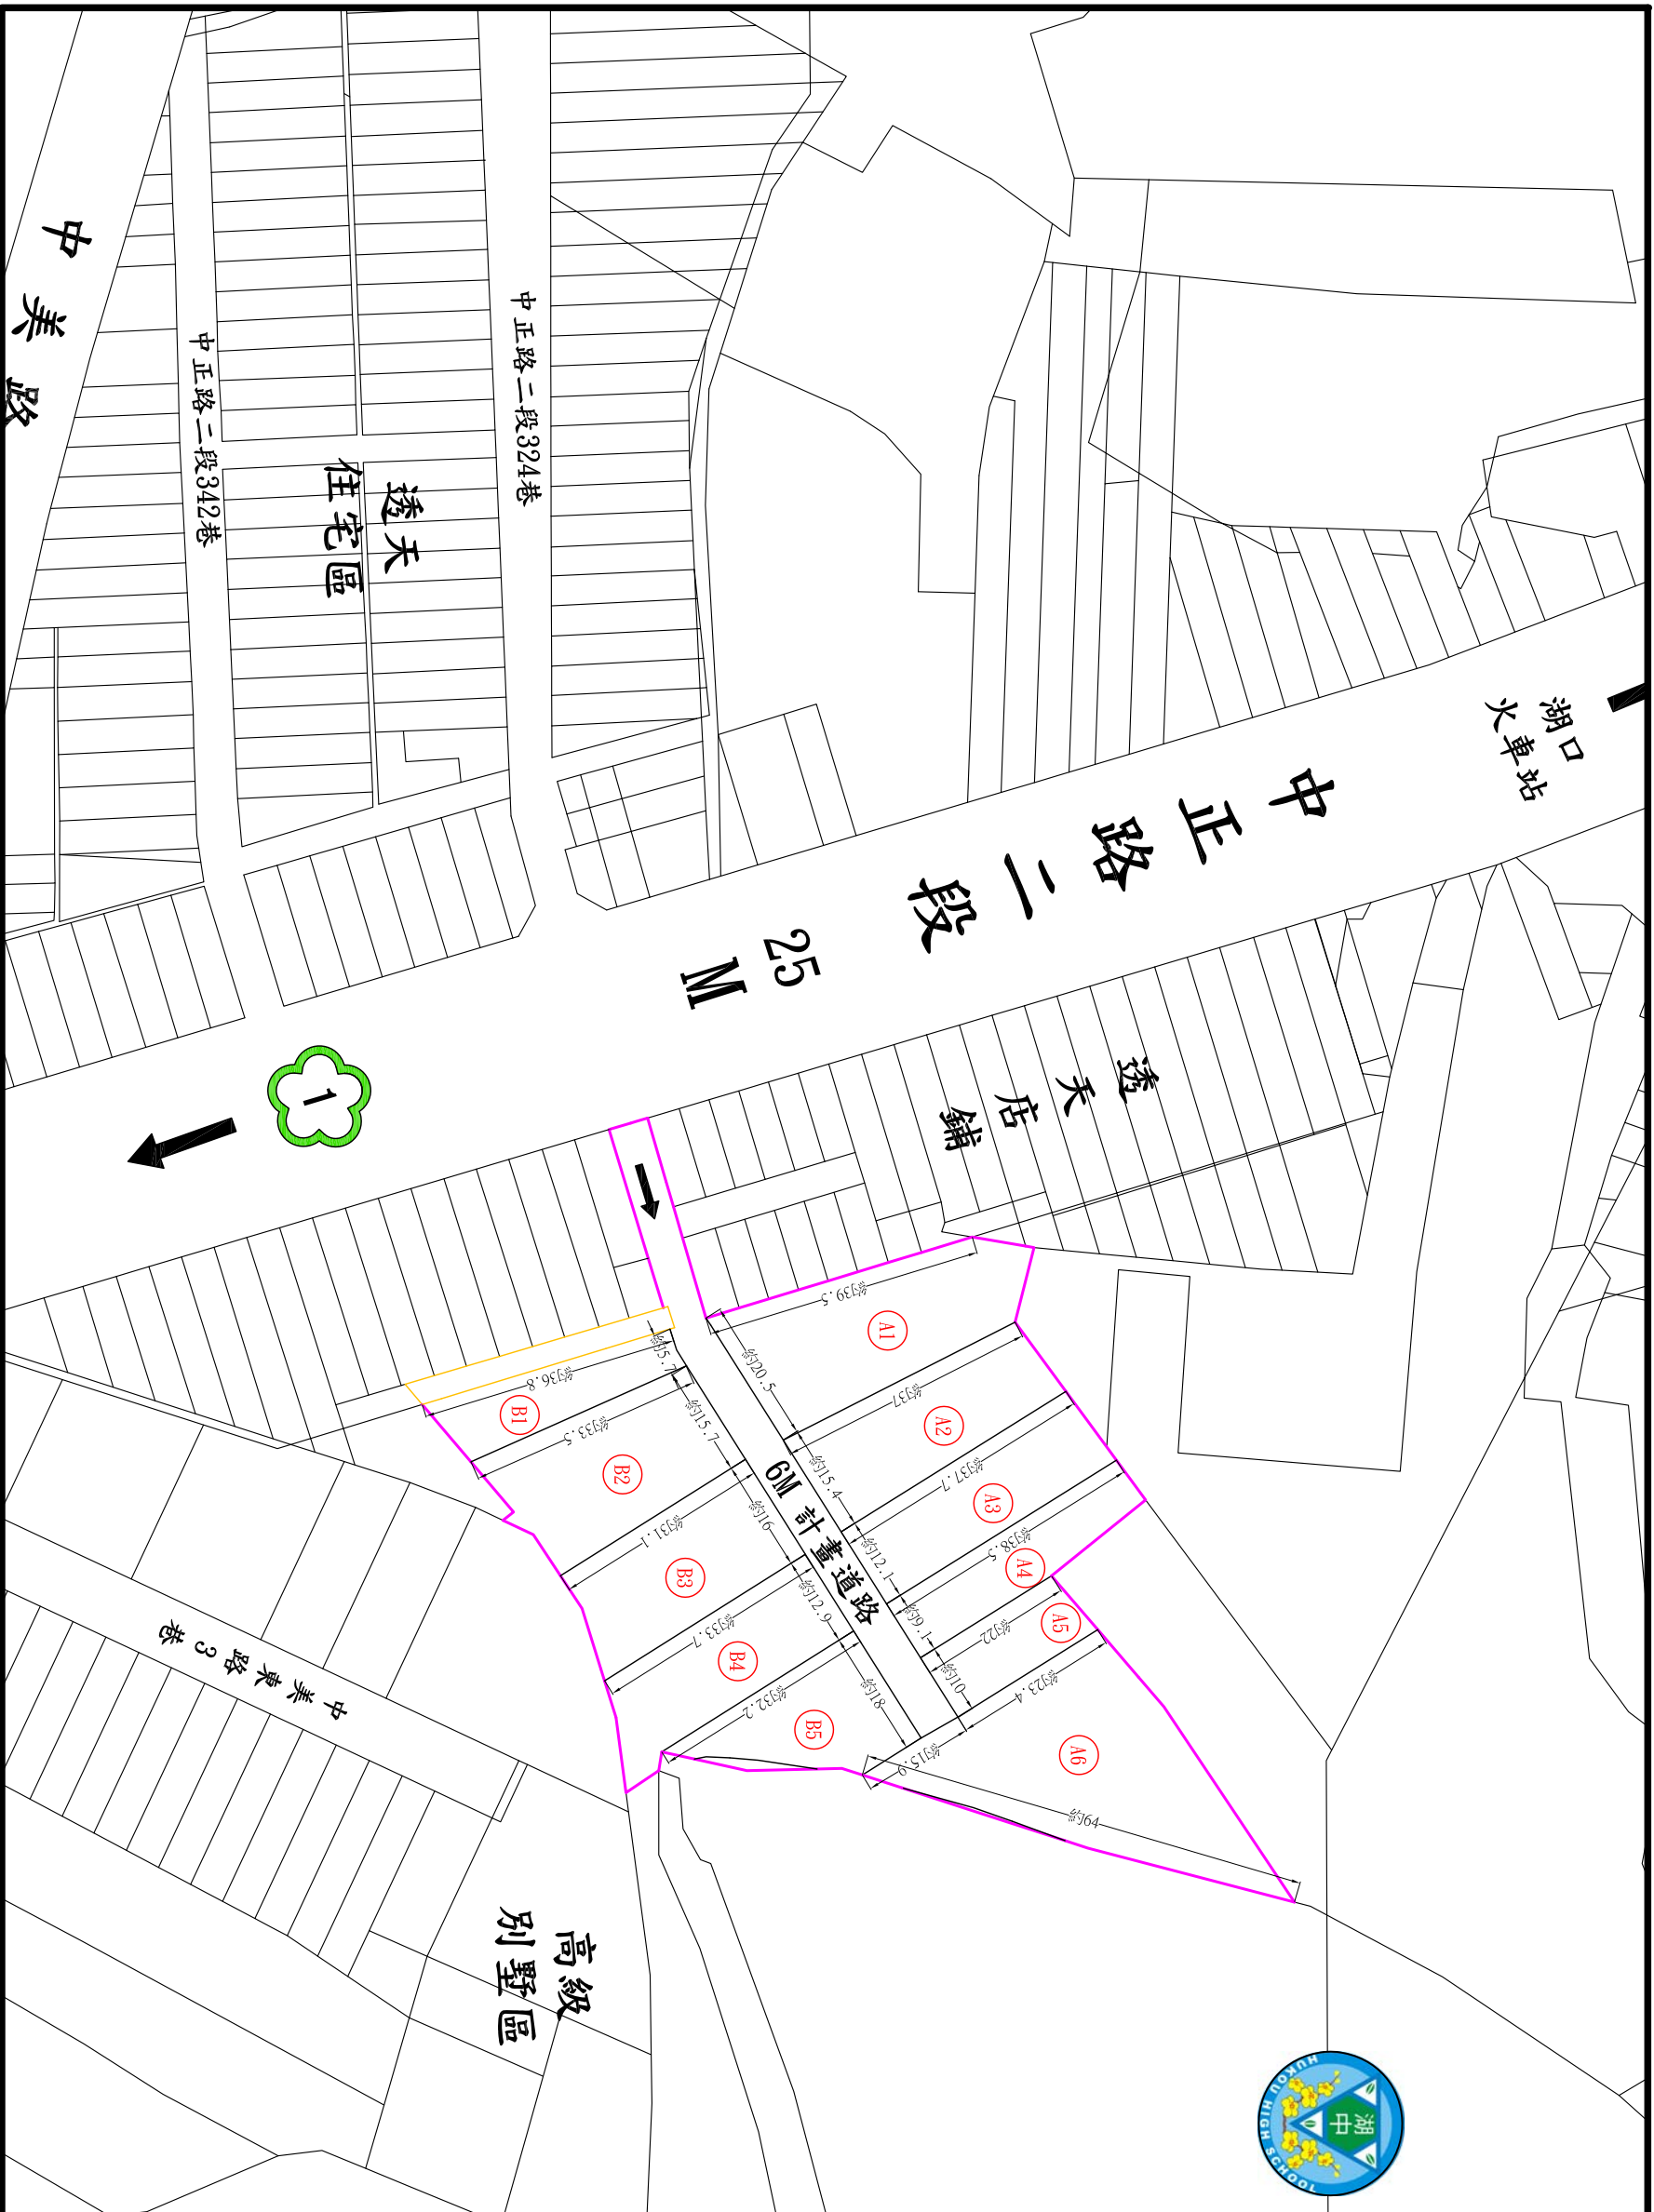 湖口
火車站
中正路二段
25
M
中正路二段324巷
中正路二段342巷
透天
住宅區
中美路
1
透天店鋪
A1
A2
A3
A4
A5
A6
B1
B2
B3
B4
B5
約39.5
約20.5
約37
約15.4
約37.7
約12.1
約38.5
約9.1
約22
約10
約23.4
約15.9
約64
6M 計畫道路
約5.7
約36.8
約33.5
約15.7
約31.1
約16
約33.7
約12.9
約32.2
約18
中美東路3巷
高級
別墅區
湖中
HUKOU HIGH SCHOOL